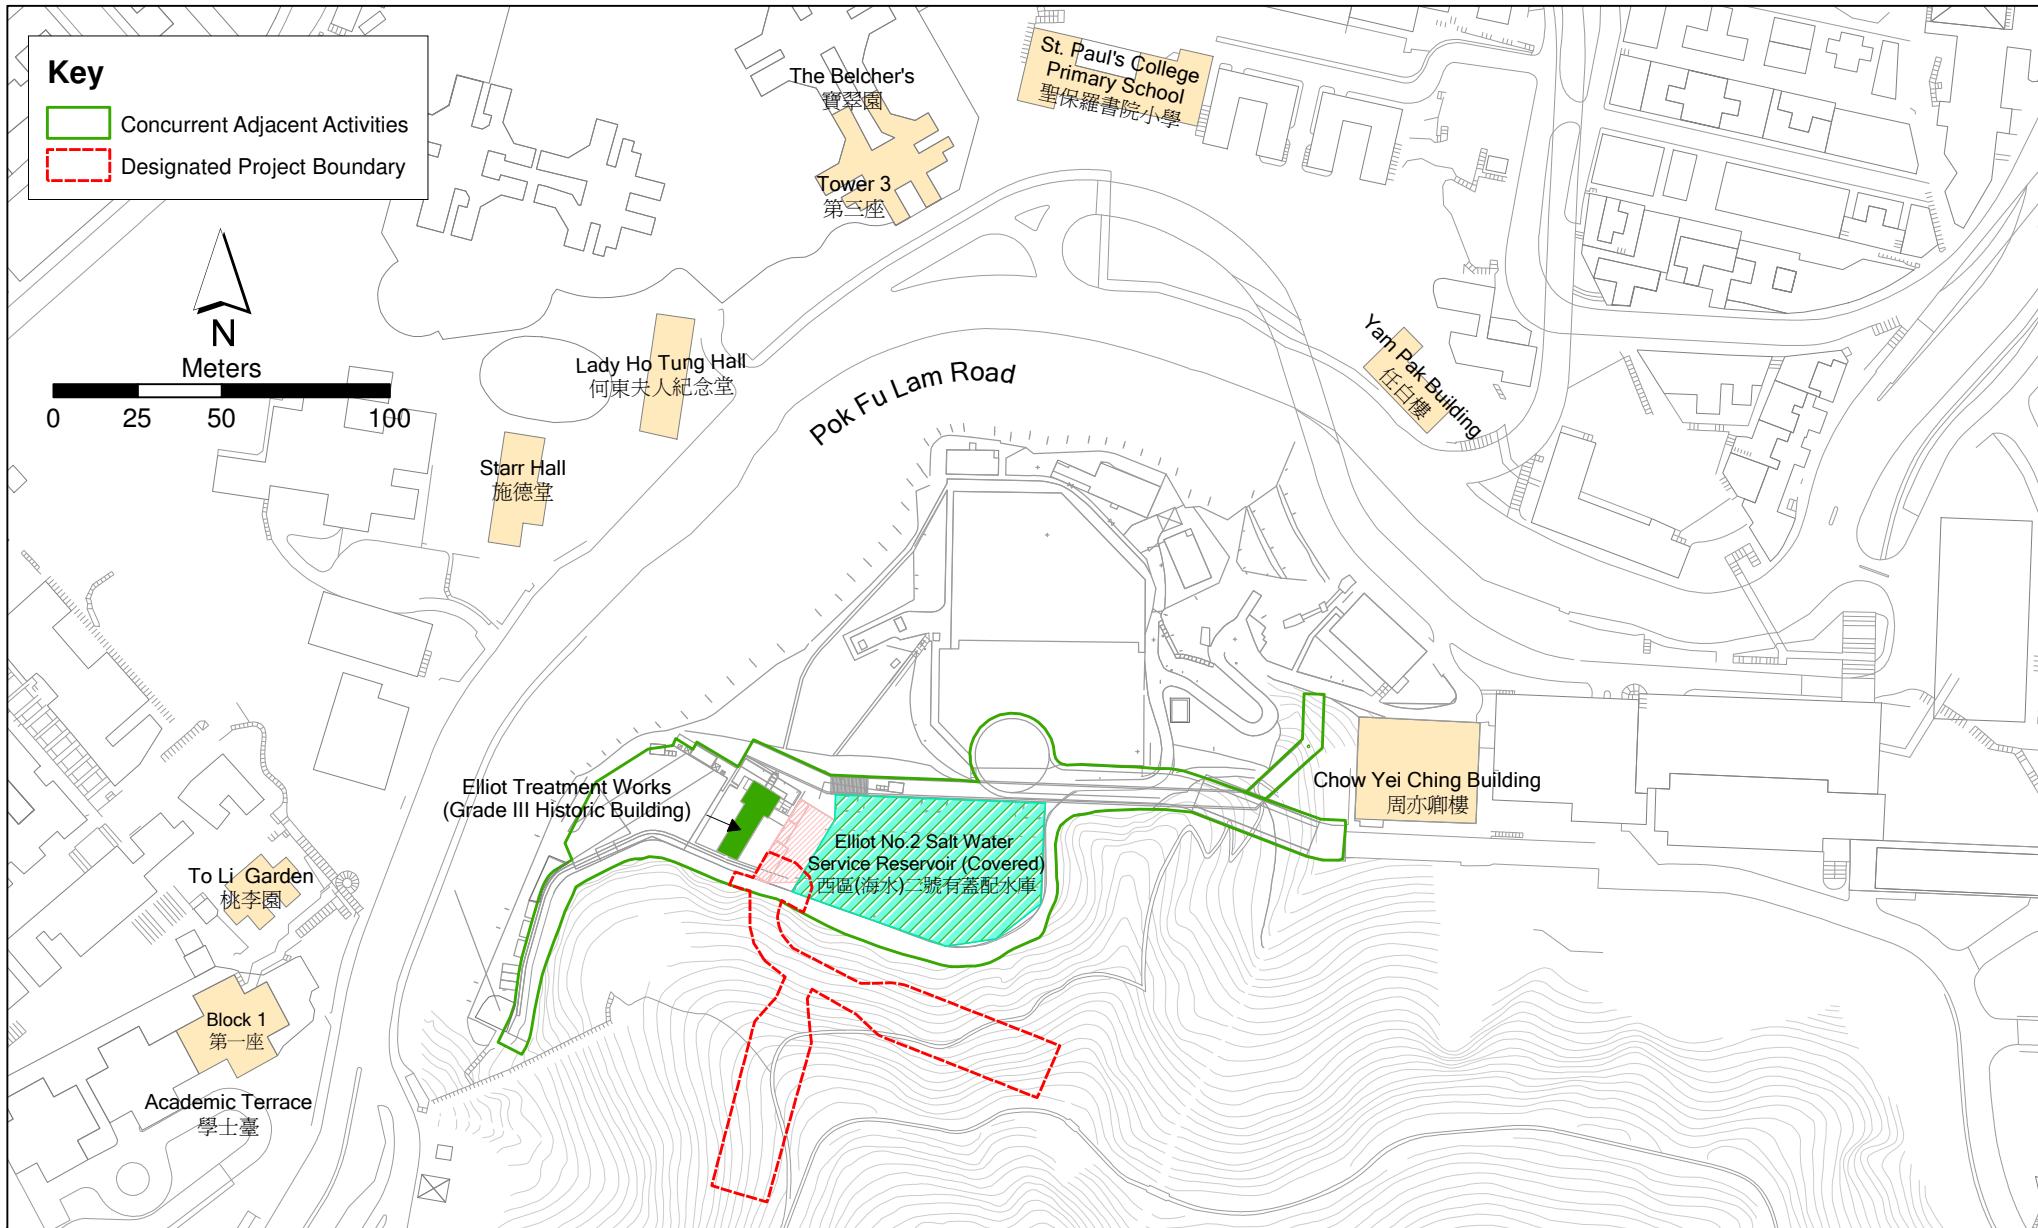 Key
Concurrent Adjacent Activities
Designated Project Boundary
N
Meters
0 25 50 100
The Belcher's
寶翠園
Tower 3
第三座
St. Paul's College
Primary School
聖保羅書院小學
Lady Ho Tung Hall
何東夫人紀念堂
Starr Hall
施德堂
Pok Fu Lam Road
Yam Pak Building
任白樓
Elliot Treatment Works
(Grade III Historic Building)
Elliot No.2 Salt Water
Service Reservoir (Covered)
西區(海水)二號有蓋配水庫
Chow Yei Ching Building
周亦卿樓
To Li Garden
桃李園
Block 1
第一座
Academic Terrace
學士臺